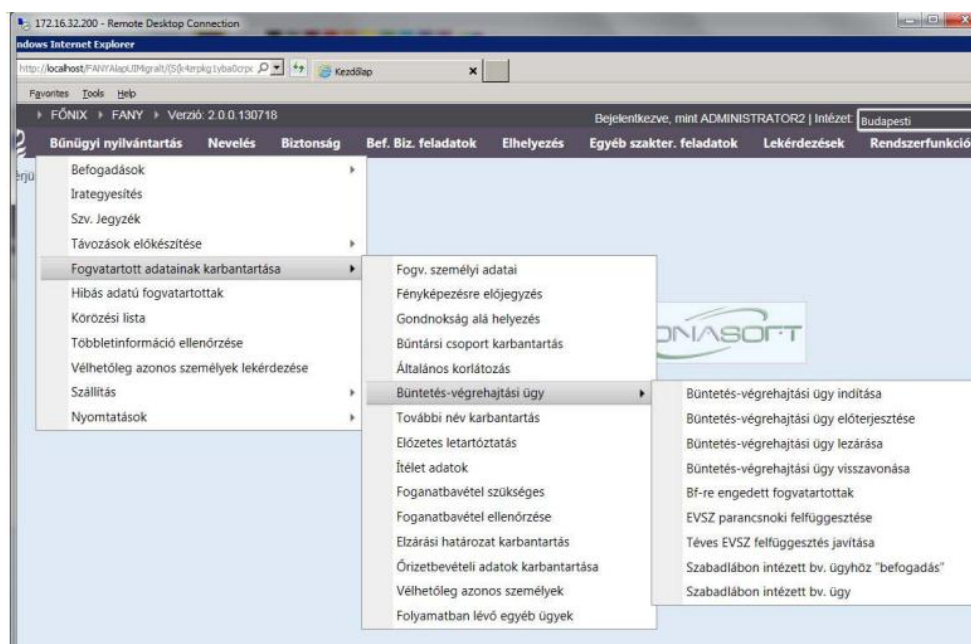 172.16.32.200 - Remote Desktop Connection
ndows Internet Explorer
http://localhost/FANYAlapUIMigralt/(S(k4zrpkg1yba0crpx
Kezdőlap
Favorites Tools Help
FŐNIX FANY Verzió: 2.0.0.130718
Bejelentkezve, mint ADMINISTRATOR2 | Intézet: Budapesti
Bűnügyi nyilvántartás Nevelés Biztonság Bef. Biz. feladatok Elhelyezés Egyéb szakter. feladatok Lekérdezések Rendszerfunkció
érjü
Befogadások
Irategyesítés
Szv. Jegyzék
Távozások előkészítése
Fogvatartott adatainak karbantartása
Hibás adatú fogvatartottak
Körözési lista
Többletinformáció ellenőrzése
Vélhetőleg azonos személyek lekérdezése
Szállítás
Nyomtatások
Fogv. személyi adatai
Fényképezésre előjegyzés
Gondnokság alá helyezés
Bűntársi csoport karbantartás
Általános korlátozás
Büntetés-végrehajtási ügy
További név karbantartás
Előzetes letartóztatás
Ítélet adatok
Foganatbavétel szükséges
Foganatbavétel ellenőrzése
Elzárási határozat karbantartás
Őrizetbevételi adatok karbantartása
Vélhetőleg azonos személyek
Folyamatban lévő egyéb ügyek
Büntetés-végrehajtási ügy indítása
Büntetés-végrehajtási ügy előterjesztése
Büntetés-végrehajtási ügy lezárása
Büntetés-végrehajtási ügy visszavonása
Bf-re engedett fogvatartottak
EVSZ parancsnoki felfüggesztése
Téves EVSZ felfüggesztés javítása
Szabadlábon intézett bv. ügyhöz "befogadás"
Szabadlábon intézett bv. ügy
ONASOFT